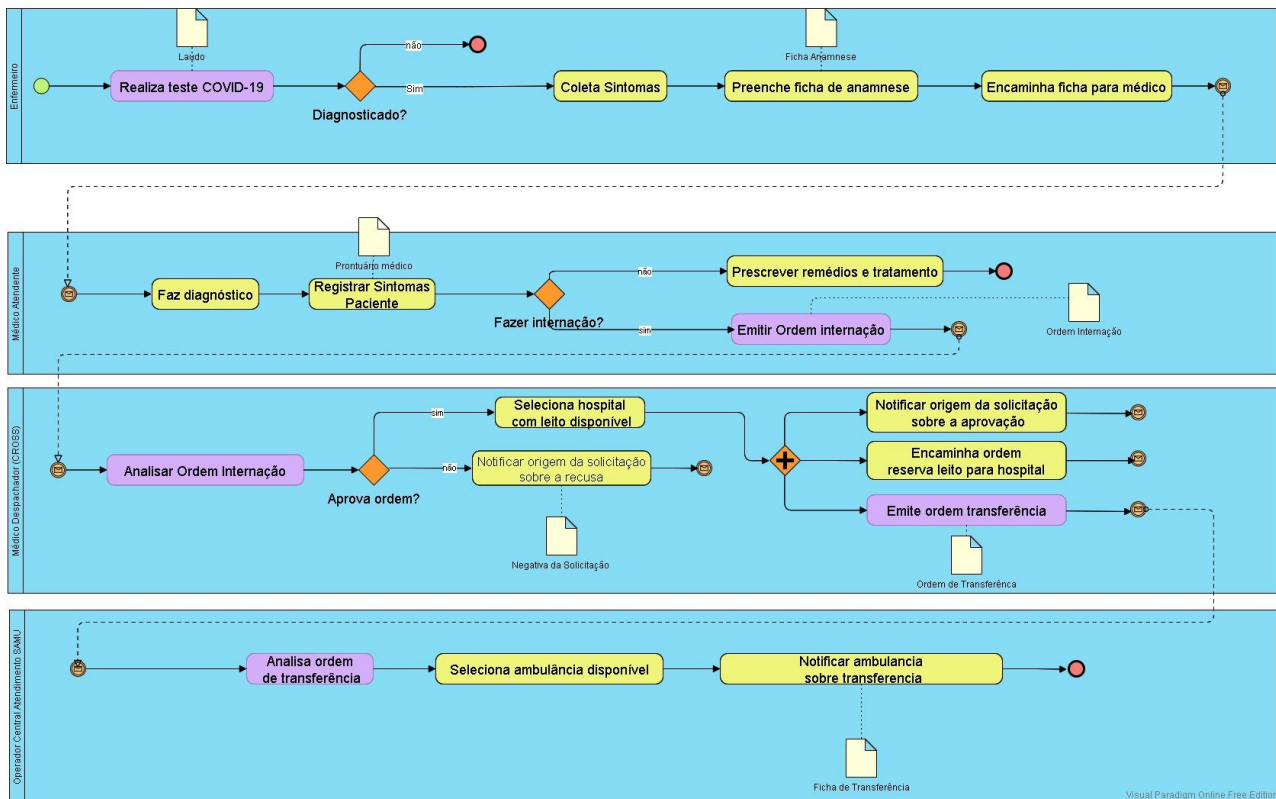 Enfermeiro
Laudo
Realiza teste COVID-19
Diagnosticado?
não
Sim
Coleta Sintomas
Ficha Anamnese
Preenche ficha de anamnese
Encaminha ficha para médico
Médico Atendente
Faz diagnóstico
Prontuário médico
Registrar Sintomas
Paciente
Fazer internação?
não
Prescrever remédios e tratamento
sim
Emitir Ordem internação
Ordem Internação
Médico Despachador (CROSS)
Analisar Ordem Internação
Aprova ordem?
sim
Seleciona hospital
com leito disponível
não
Notificar origem da solicitação
sobre a recusa
Negativa da Solicitação
Notificar origem da solicitação
sobre a aprovação
Encaminha ordem
reserva leito para hospital
Emite ordem transferência
Ordem de Transferênca
Operador Central Atendimento SAMU
Analisa ordem
de transferência
Seleciona ambulância disponível
Notificar ambulancia
sobre transferencia
Ficha de Transferência
Visual Paradigm Online Free Edition